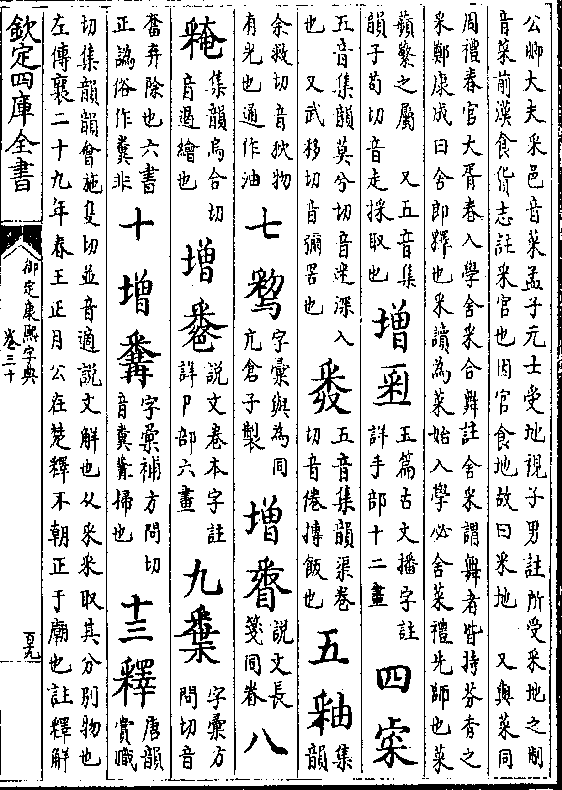 公卿大夫采邑音菜孟子元士受地視子男註所受采地之制
音菜前漢食貨志註采官也因官食地故曰采地　又與菜同
周禮春官大胥春入學舍采合舞註舍采謂舞者皆持芬香之
采鄭康成曰舍即釋也采讀為菜始入學必舍菜禮先師也菜
蘋蘩之屬　又五音集
韻子苟切音走採取也
增
五篇古文播字註
詳手部十二畫
四
五音集韻莫兮切音迷深入
也　又武移切音彌罟也
五音集韻渠卷
切音倦摶飯也
五釉集韻
余救切音狖物
有光也通作油
七
字彙與為同
亢倉子製
增
説文長
箋同眷
八
集韻烏合切
音遏繪也
增
説文卷本字註
詳卩部六畫
九
字彙方
問切音
奮弃除也六書
正譌俗作糞非
十增
字彙補方問切
音糞糞掃也
十三釋
唐韻
賞職
切集韻韻會施隻切並音適説文解也从釆釆取其分别物也
左傳襄二十九年春王正月公在楚釋不朝正于廟也註釋解
欽定四庫全書
御定康熙字典
卷三十